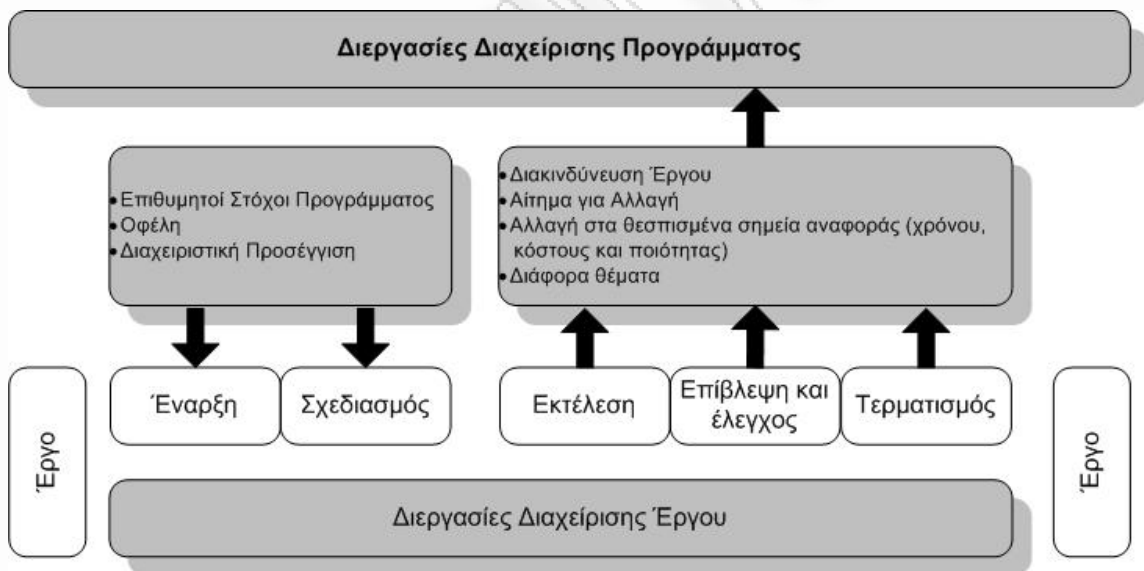 Διεργασίες Διαχείρισης Προγράμματος
• Επιθυμητοί Στόχοι Προγράμματος
• Οφέλη
• Διαχειριστική Προσέγγιση
• Διακινδύνευση Έργου
• Αίτημα για Αλλαγή
• Αλλαγή στα θεσπισμένα σημεία αναφοράς (χρόνου,
κόστους και ποιότητας)
• Διάφορα θέματα
Έργο
Έναρξη
Σχεδιασμός
Εκτέλεση
Επίβλεψη και
έλεγχος
Τερματισμός
Έργο
Διεργασίες Διαχείρισης Έργου